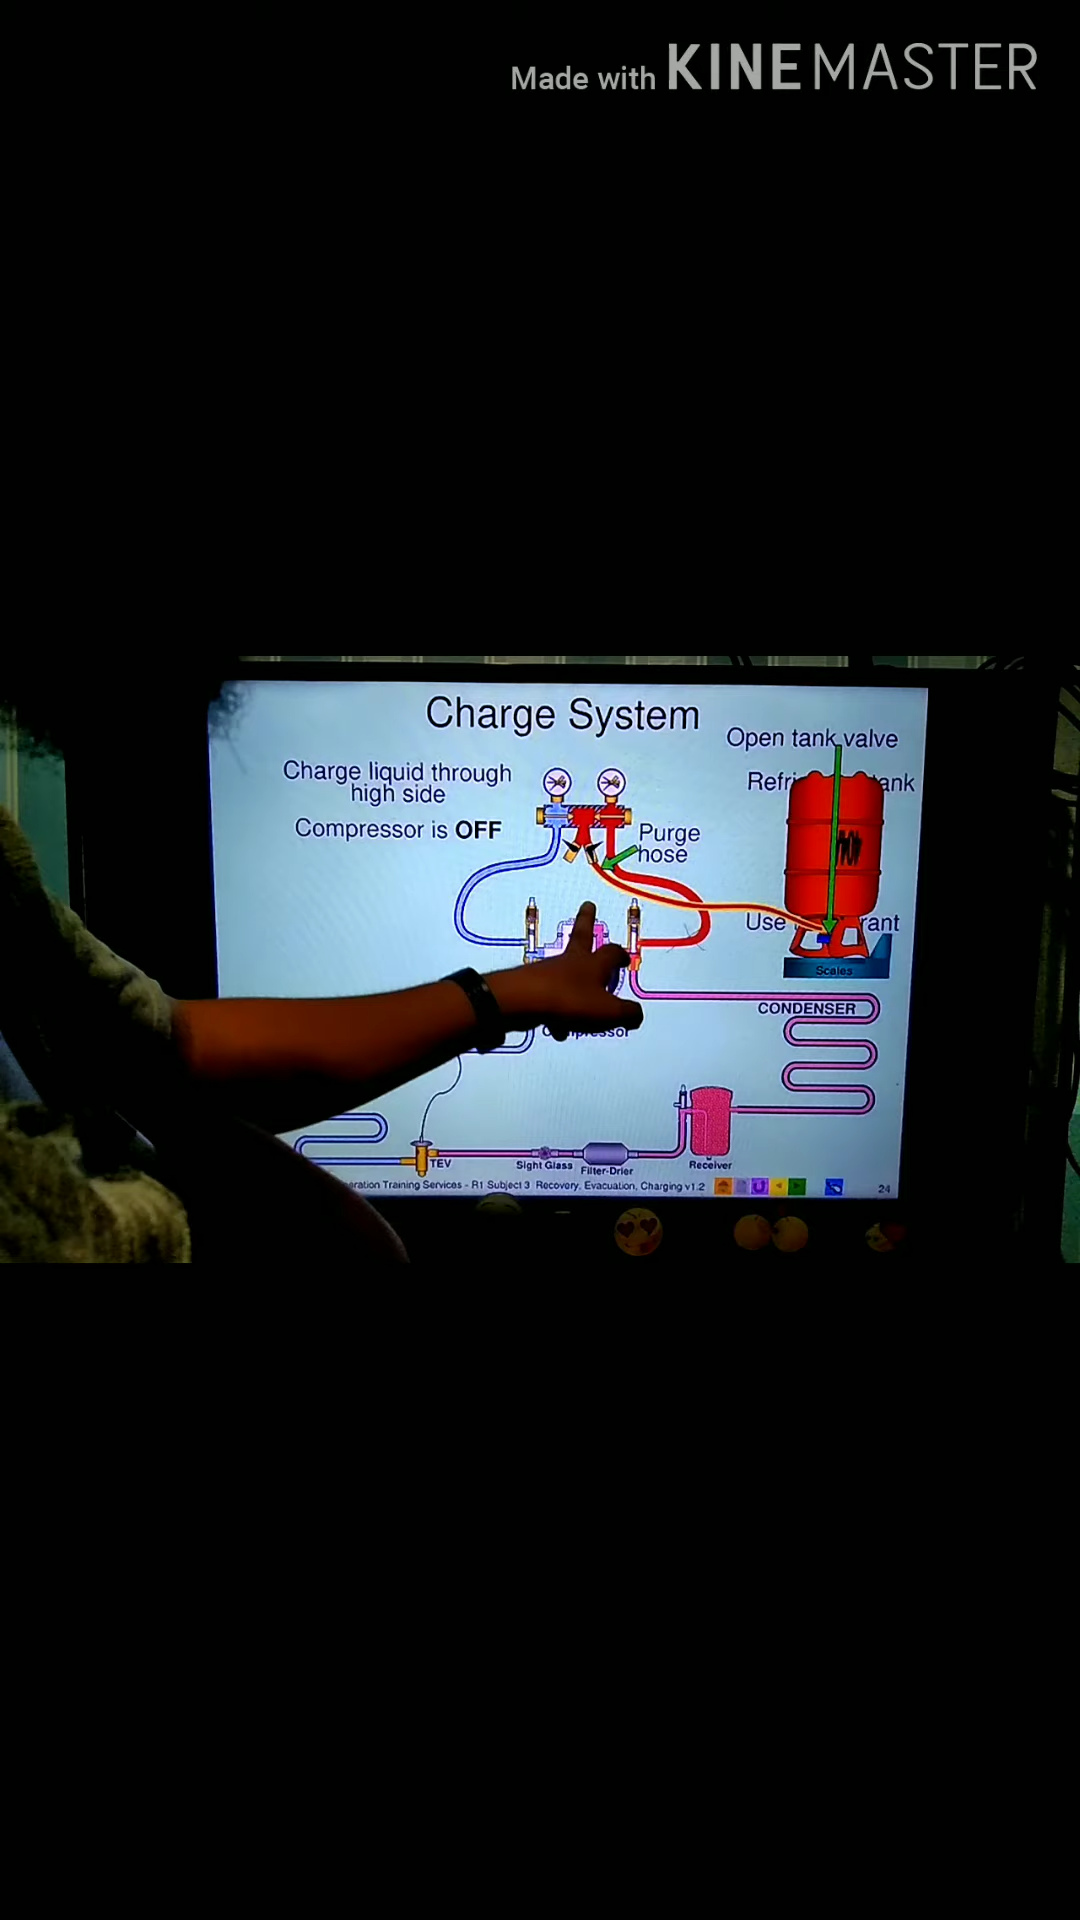 Made with KINEMASTER
Charge System
Open tank valve
Charge liquid through
high side
Compressor is OFF
Purge
hose
Use
Scales
CONDENSER
TEV
Sight Glass
Filter-Drier
Receiver
Training Services - R1 Subject 3 Recovery, Evacuation, Charging v1.2
24